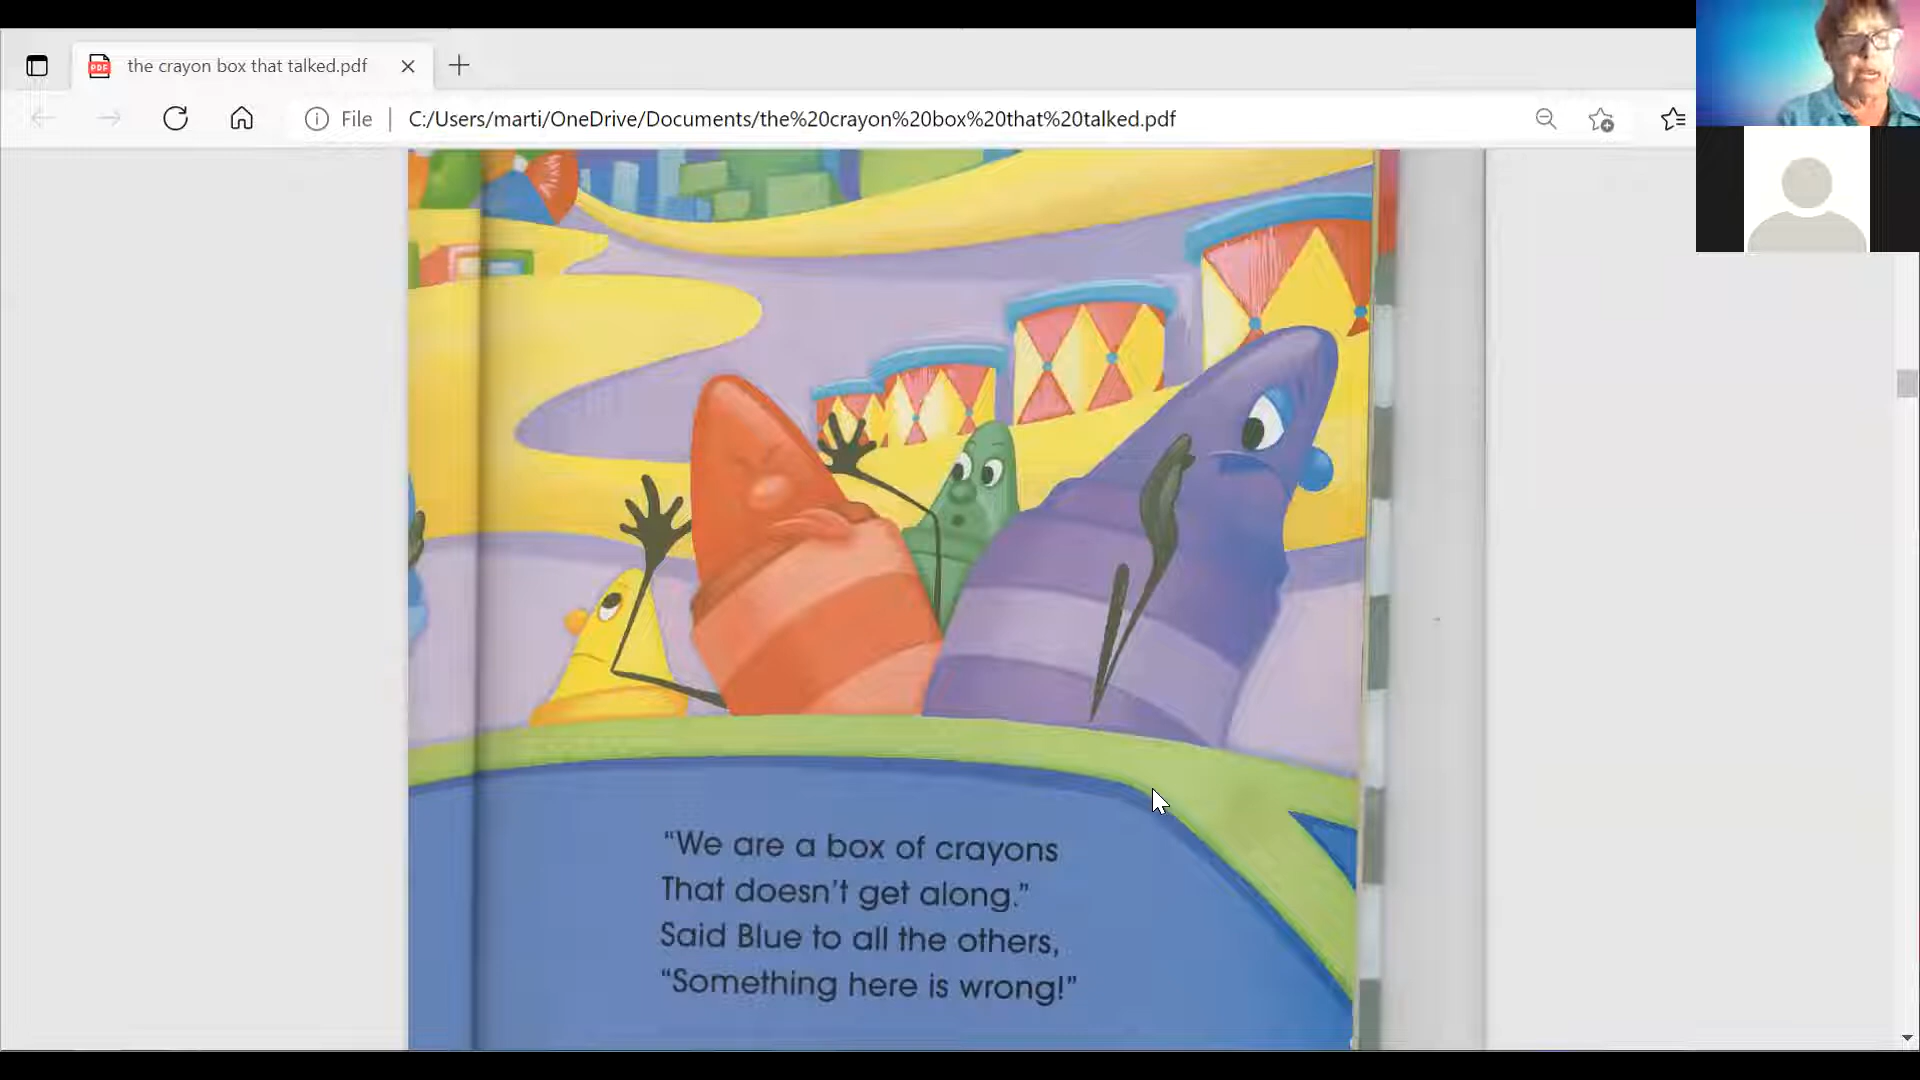 the crayon box that talked.pdf
File
C:/Users/marti/OneDrive/Documents/the%20crayon%20box%20that%20talked.pdf
“We are a box of crayons
That doesn’t get along.”
Said Blue to all the others,
“Something here is wrong!”